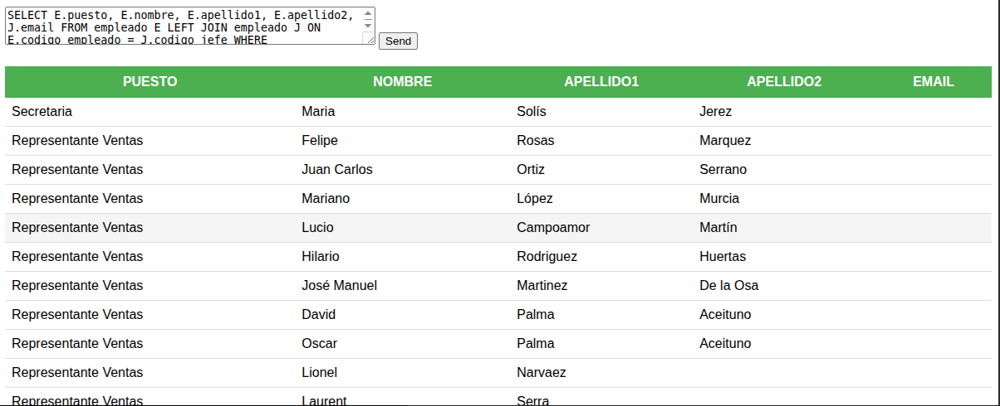 SELECT E.puesto, E.nombre, E.apellido1, E.apellido2,
J.email FROM empleado E LEFT JOIN empleado J ON
E.codigo_empleado = J.codigo_jefe WHERE
Send
PUESTO NOMBRE APELLIDO1 APELLIDO2 EMAIL
Secretaria Maria Solís Jerez
Representante Ventas Felipe Rosas Marquez
Representante Ventas Juan Carlos Ortiz Serrano
Representante Ventas Mariano López Murcia
Representante Ventas Lucio Campoamor Martín
Representante Ventas Hilario Rodriguez Huertas
Representante Ventas José Manuel Martinez De la Osa
Representante Ventas David Palma Aceituno
Representante Ventas Oscar Palma Aceituno
Representante Ventas Lionel Narvaez
Representante Ventas Laurent Serra